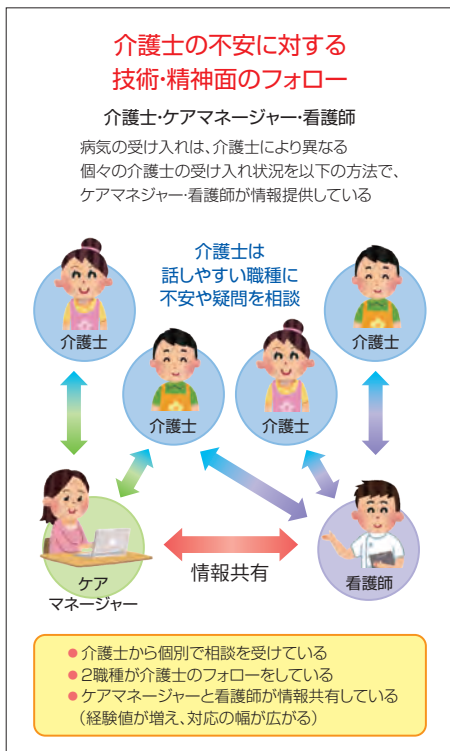 介護士の不安に対する
技術・精神面のフォロー
介護士・ケアマネージャー・看護師
病気の受け入れは、介護士により異なる
個々の介護士の受け入れ状況を以下の方法で、
ケアマネジャー・看護師が情報提供している
介護士は
話しやすい職種に
不安や疑問を相談
介護士
介護士
介護士
介護士
ケア
マネージャー
情報共有
看護師
●介護士から個別で相談を受けている
●2職種が介護士のフォローをしている
●ケアマネージャーと看護師が情報共有している
（経験値が増え、対応の幅が広がる）